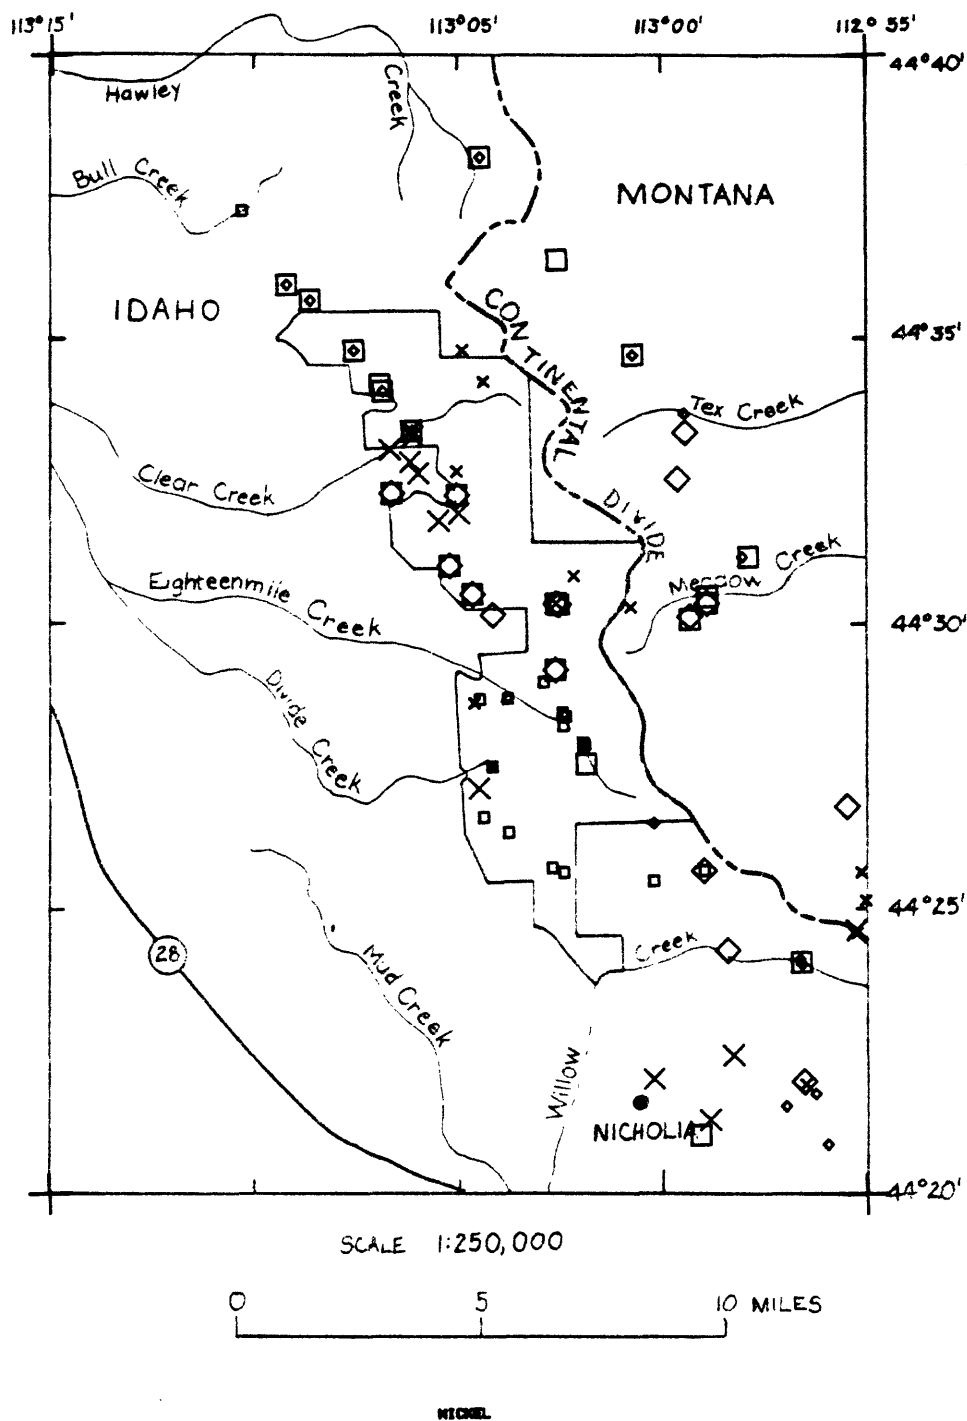 113°15' 113°05' 113°00' 112°55'
44°40'
Hawley Creek
Bull Creek
MONTANA
IDAHO
CONTINENTAL DIVIDE
44°35'
Tex Creek
Clear Creek
Meadow Creek
Eighteenmile Creek
44°30'
Divide Creek
44°25'
28
Mud Creek
Willow Creek
NICHOLIA
44°20'
SCALE 1:250,000
0 5 10 MILES
NICKEL